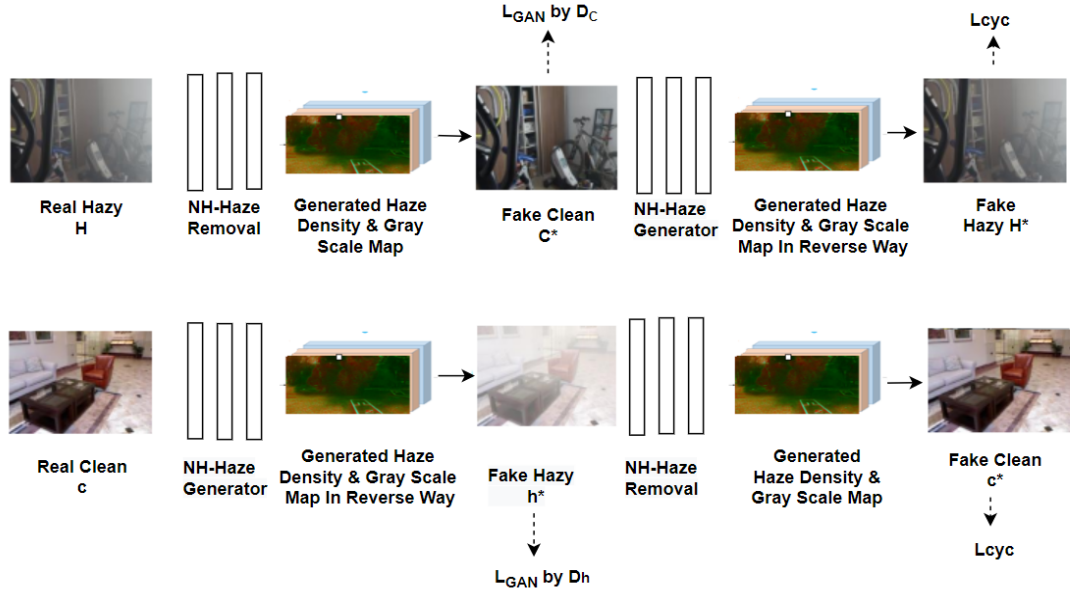 L_GAN by D_C
Lcyc
Real Hazy
H
NH-Haze
Removal
Generated Haze
Density & Gray
Scale Map
Fake Clean
C*
NH-Haze
Generator
Generated Haze
Density & Gray Scale
Map In Reverse Way
Fake
Hazy H*
Real Clean
c
NH-Haze
Generator
Generated Haze
Density & Gray Scale
Map In Reverse Way
Fake Hazy
h*
NH-Haze
Removal
Generated
Haze Density &
Gray Scale Map
Fake Clean
c*
L_GAN by Dh
Lcyc